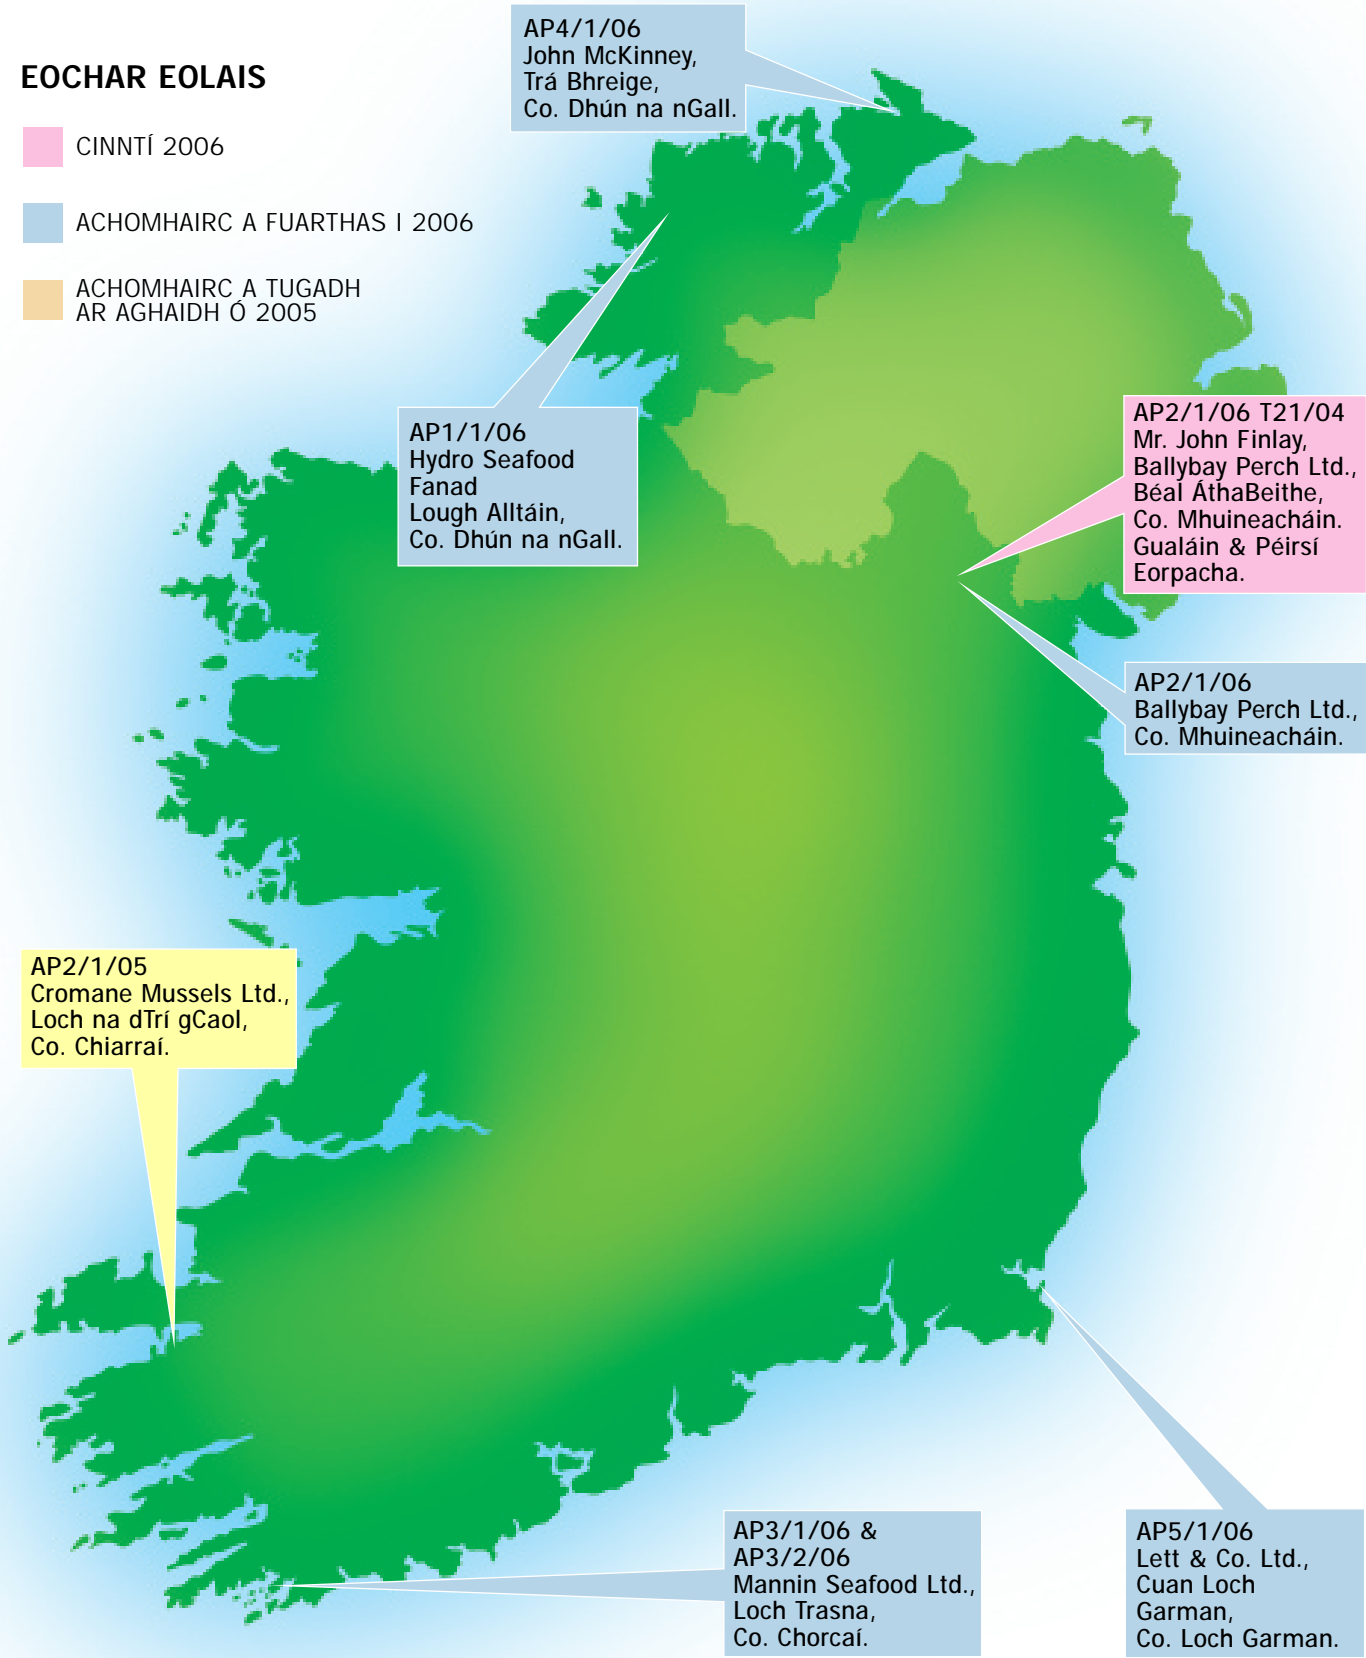 EOCHAR EOLAIS
CINNTÍ 2006
ACHOMHAIRC A FUARTHAS I 2006
ACHOMHAIRC A TUGADH
AR AGHAIDH Ó 2005
AP4/1/06
John McKinney,
Trá Bhreige,
Co. Dhún na nGall.
AP1/1/06
Hydro Seafood
Fanad
Lough Alltáin,
Co. Dhún na nGall.
AP2/1/06 T21/04
Mr. John Finlay,
Ballybay Perch Ltd.,
Béal ÁthaBeithe,
Co. Mhuineacháin.
Gualáin & Péirsí
Eorpacha.
AP2/1/06
Ballybay Perch Ltd.,
Co. Mhuineacháin.
AP2/1/05
Cromane Mussels Ltd.,
Loch na dTrí gCaol,
Co. Chiarraí.
AP3/1/06 &
AP3/2/06
Mannin Seafood Ltd.,
Loch Trasna,
Co. Chorcaí.
AP5/1/06
Lett & Co. Ltd.,
Cuan Loch
Garman,
Co. Loch Garman.